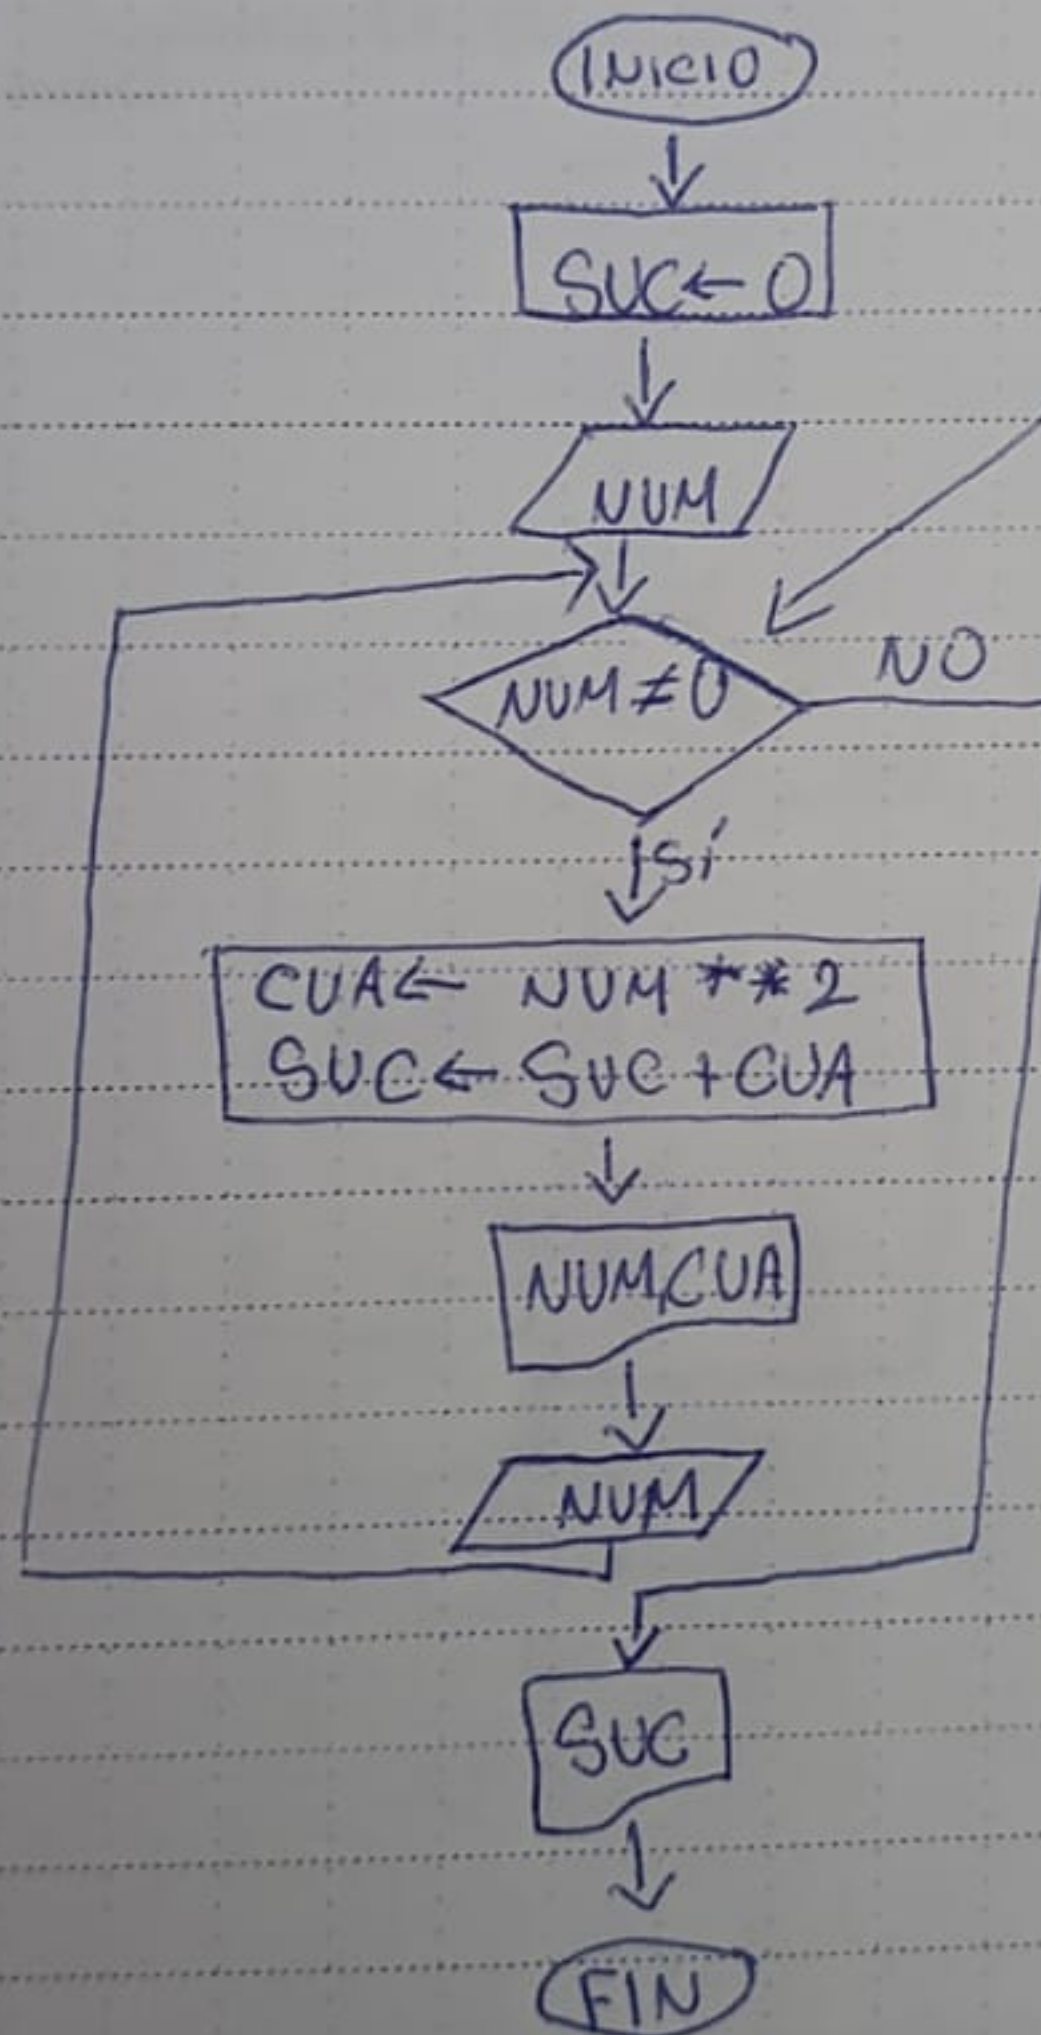 INICIO
SUC ← 0
NUM
NUM ≠ 0
NO
SÍ
CUA ← NUM ** 2
SUC ← SUC + CUA
NUM, CUA
NUM
SUC
FIN